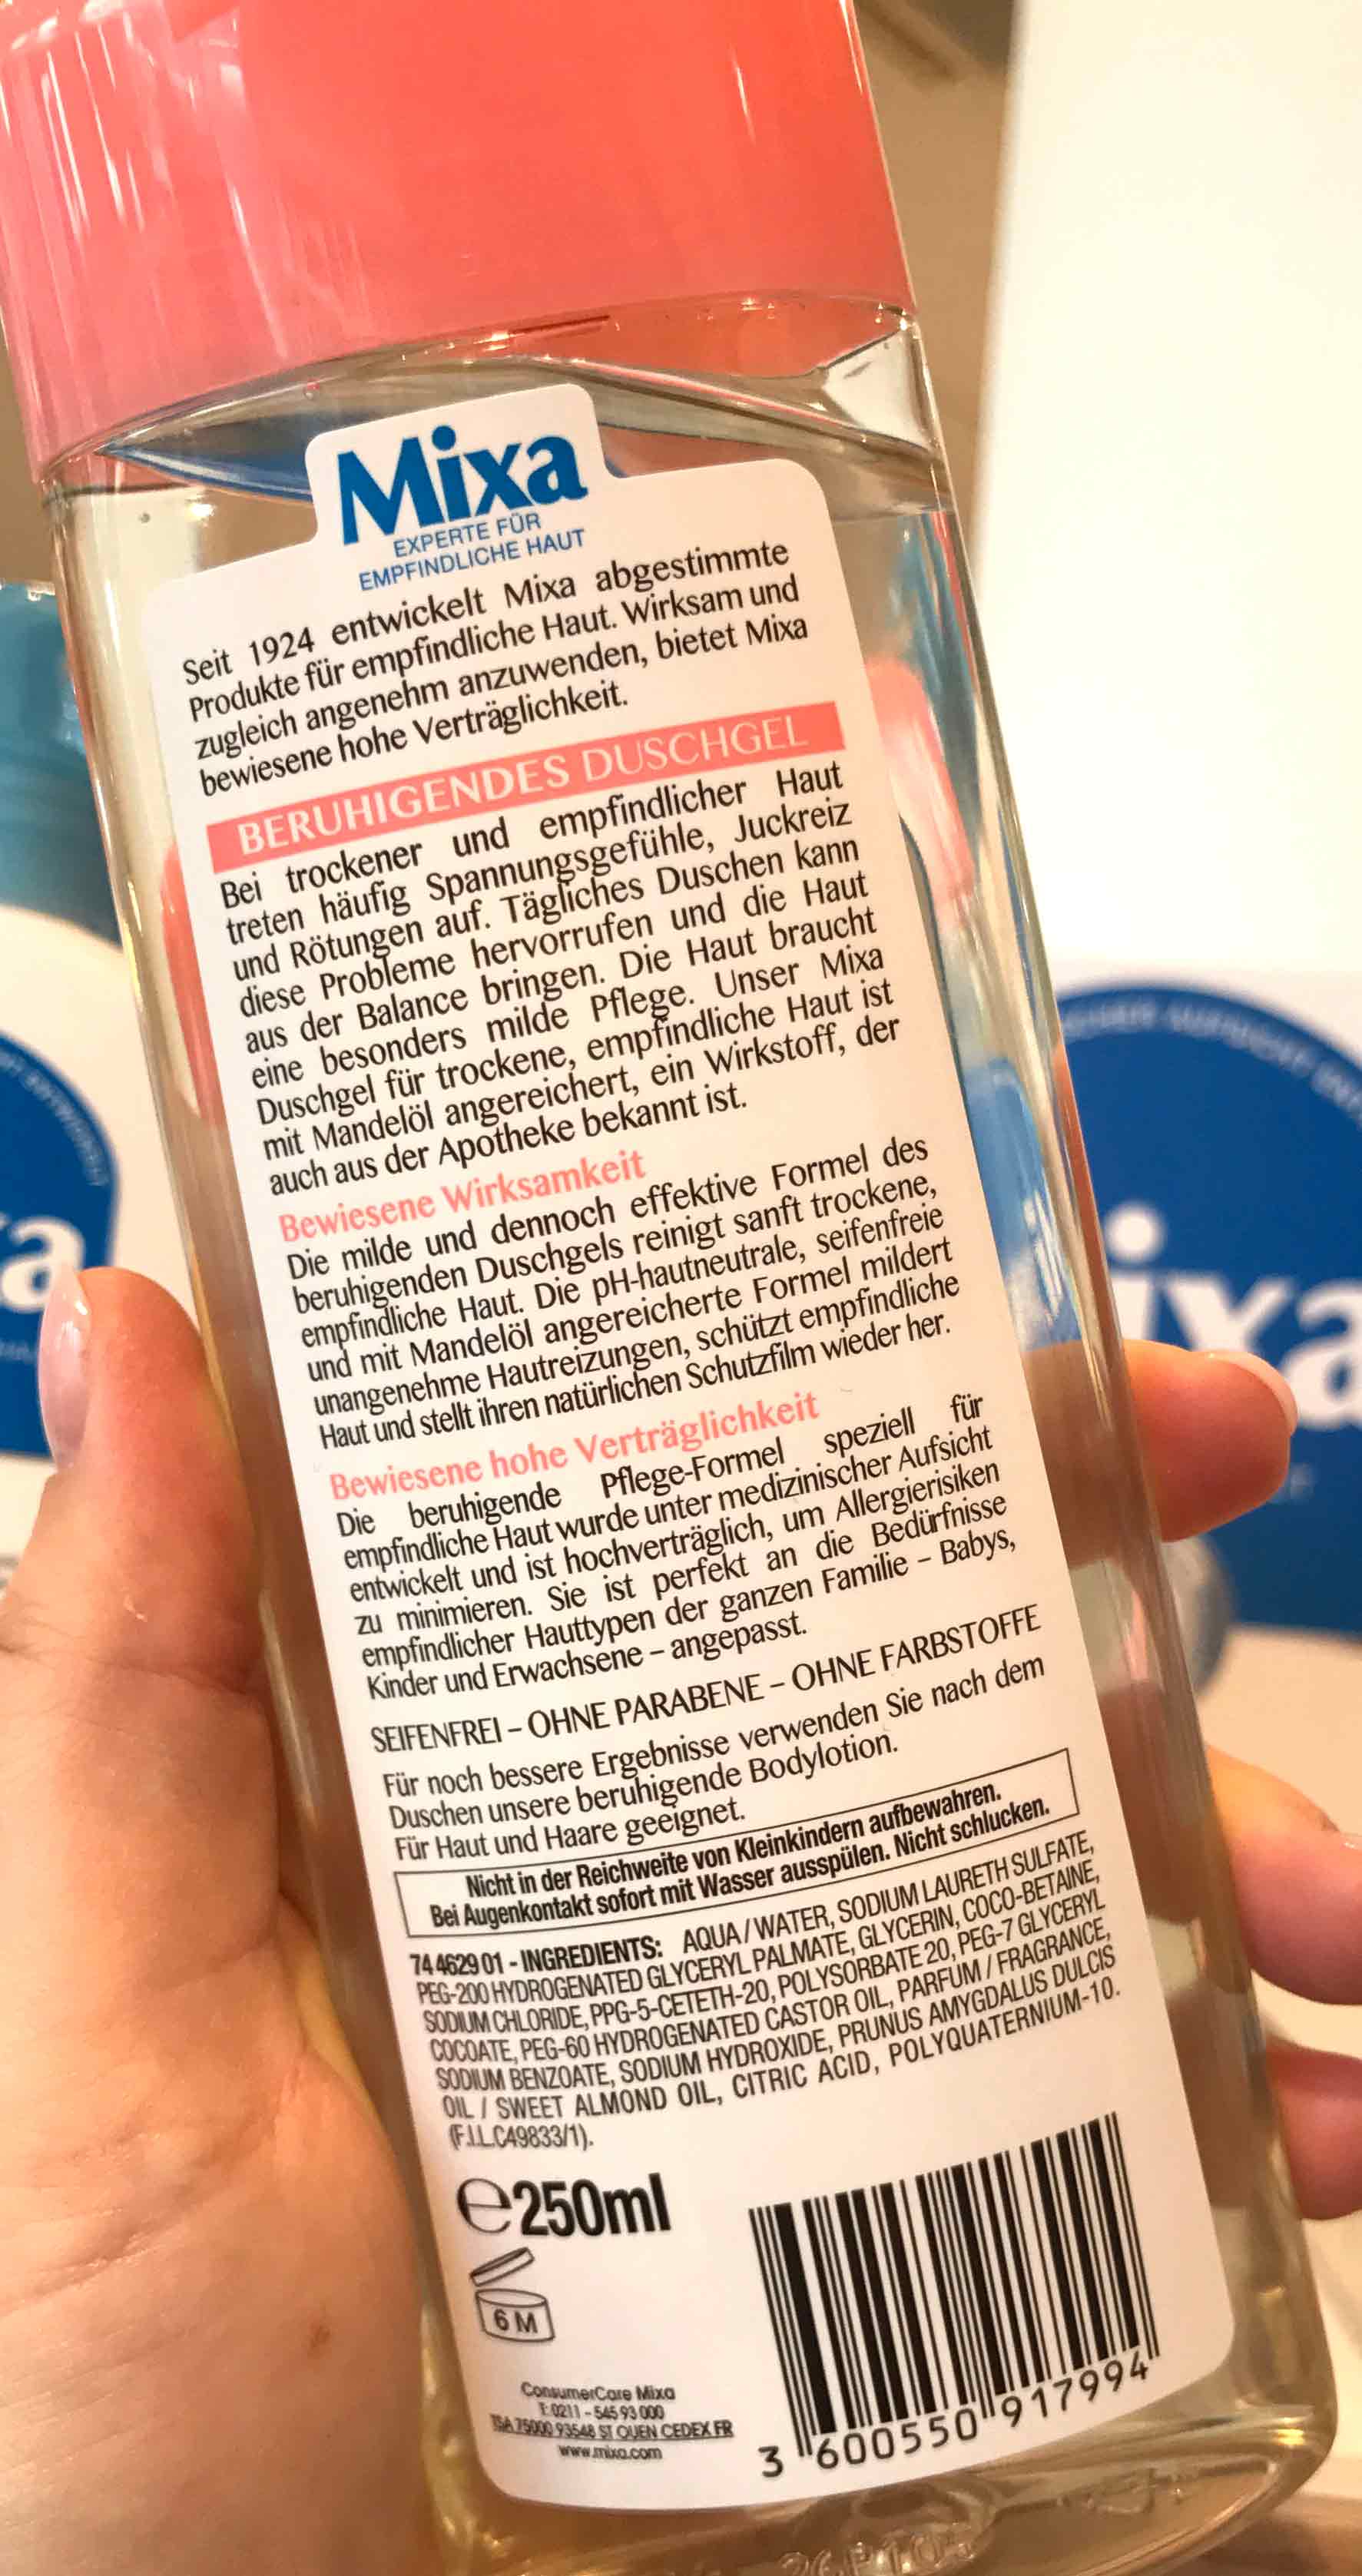 Mixa
EXPERTE FÜR
EMPFINDLICHE HAUT
Seit 1924 entwickelt Mixa abgestimmte
Produkte für empfindliche Haut. Wirksam und
zugleich angenehm anzuwenden, bietet Mixa
bewiesene hohe Verträglichkeit.
BERUHIGENDES DUSCHGEL
Bei trockener und empfindlicher Haut
treten häufig Spannungsgefühle, Juckreiz
und Rötungen auf. Tägliches Duschen kann
diese Probleme hervorrufen und die Haut
aus der Balance bringen. Die Haut braucht
eine besonders milde Pflege. Unser Mixa
Duschgel für trockene, empfindliche Haut ist
mit Mandelöl angereichert, ein Wirkstoff, der
auch aus der Apotheke bekannt ist.
Bewiesene Wirksamkeit
Die milde und dennoch effektive Formel des
beruhigenden Duschgels reinigt sanft trockene,
empfindliche Haut. Die pH-hautneutrale, seifenfreie
und mit Mandelöl angereicherte Formel mildert
unangenehme Hautreizungen, schützt empfindliche
Haut und stellt ihren natürlichen Schutzfilm wieder her.
Bewiesene hohe Verträglichkeit
Die beruhigende Pflege-Formel speziell für
empfindliche Haut wurde unter medizinischer Aufsicht
entwickelt und ist hochverträglich, um Allergierisiken
zu minimieren. Sie ist perfekt an die Bedürfnisse
empfindlicher Hauttypen der ganzen Familie – Babys,
Kinder und Erwachsene – angepasst.
SEIFENFREI – OHNE PARABENE – OHNE FARBSTOFFE
Für noch bessere Ergebnisse verwenden Sie nach dem
Duschen unsere beruhigende Bodylotion.
Für Haut und Haare geeignet.
Nicht in der Reichweite von Kleinkindern aufbewahren.
Bei Augenkontakt sofort mit Wasser ausspülen. Nicht schlucken.
74 4629 01 - INGREDIENTS: AQUA / WATER, SODIUM LAURETH SULFATE,
PEG-200 HYDROGENATED GLYCERYL PALMATE, GLYCERIN, COCO-BETAINE,
SODIUM CHLORIDE, PPG-5-CETETH-20, POLYSORBATE 20, PEG-7 GLYCERYL
COCOATE, PEG-60 HYDROGENATED CASTOR OIL, PARFUM / FRAGRANCE,
SODIUM BENZOATE, SODIUM HYDROXIDE, PRUNUS AMYGDALUS DULCIS
OIL / SWEET ALMOND OIL, CITRIC ACID, POLYQUATERNIUM-10.
(F.I.L.C49833/1).
e250ml
6 M
ConsumerCare Mixa
T: 0211 - 545 93 000
TSA 75000 93548 ST OUEN CEDEX FR
www.mixa.com
3 600550 917994
ixa